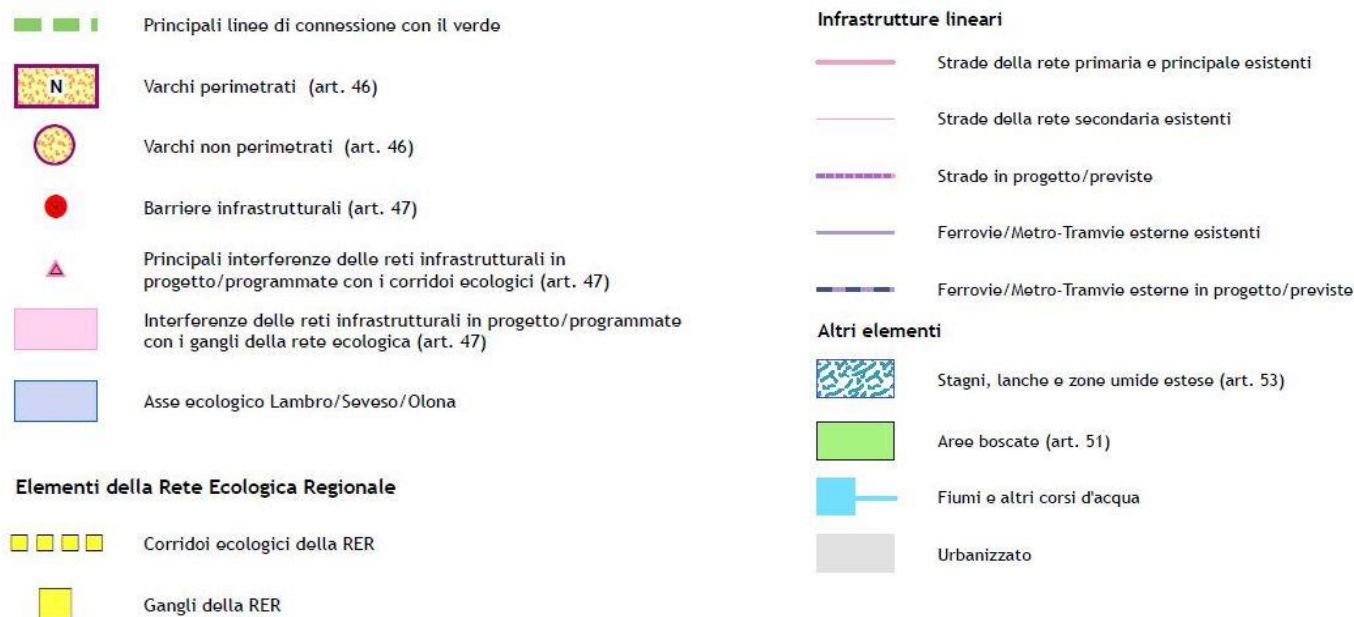 Principali linee di connessione con il verde
N
Varchi perimetrati (art. 46)
Varchi non perimetrati (art. 46)
Barriere infrastrutturali (art. 47)
Principali interferenze delle reti infrastrutturali in
progetto/programmate con i corridoi ecologici (art. 47)
Interferenze delle reti infrastrutturali in progetto/programmate
con i gangli della rete ecologica (art. 47)
Asse ecologico Lambro/Seveso/Olona
Elementi della Rete Ecologica Regionale
Corridoi ecologici della RER
Gangli della RER
Infrastrutture lineari
Strade della rete primaria e principale esistenti
Strade della rete secondaria esistenti
Strade in progetto/previste
Ferrovie/Metro-Tramvie esterne esistenti
Ferrovie/Metro-Tramvie esterne in progetto/previste
Altri elementi
Stagni, lanche e zone umide estese (art. 53)
Aree boscate (art. 51)
Fiumi e altri corsi d'acqua
Urbanizzato